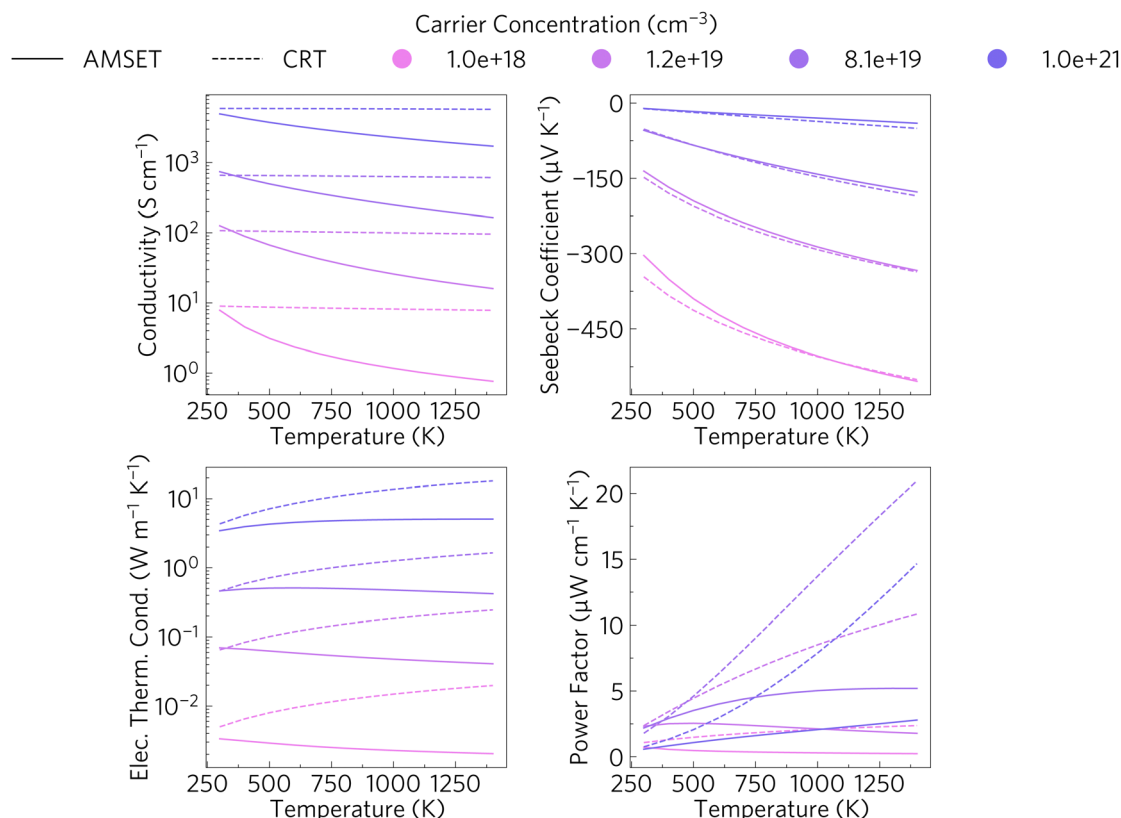 Carrier Concentration (cm⁻³)
AMSET CRT 1.0e+18 1.2e+19 8.1e+19 1.0e+21
Conductivity (S cm⁻¹)
10³
10²
10¹
10⁰
250 500 750 1000 1250
Temperature (K)
Seebeck Coefficient (µV K⁻¹)
0
−150
−300
−450
250 500 750 1000 1250
Temperature (K)
Elec. Therm. Cond. (W m⁻¹ K⁻¹)
10¹
10⁰
10⁻¹
10⁻²
250 500 750 1000 1250
Temperature (K)
Power Factor (µW cm⁻¹ K⁻¹)
20
15
10
5
0
250 500 750 1000 1250
Temperature (K)